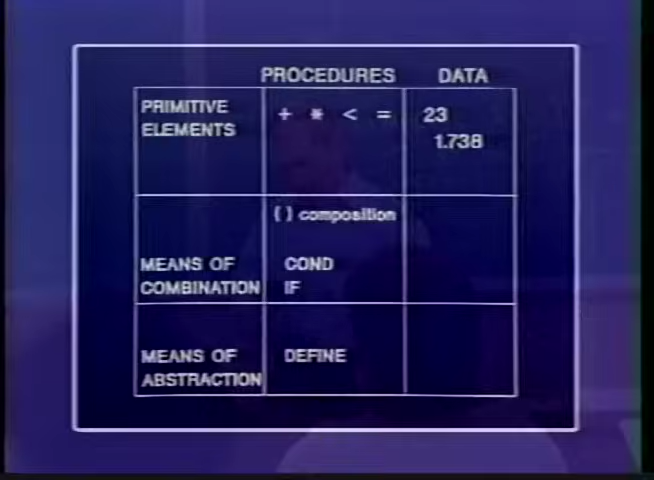 PROCEDURES DATA
PRIMITIVE ELEMENTS
+ * < =
23
1.738
( ) composition
MEANS OF COMBINATION
COND
IF
MEANS OF ABSTRACTION
DEFINE